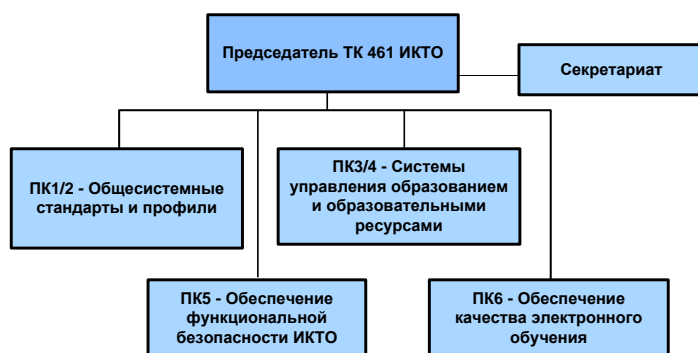 Председатель ТК 461 ИКТО
Секретариат
ПК1/2 - Общесистемные
стандарты и профили
ПК3/4 - Системы
управления образованием
и образовательными
ресурсами
ПК5 - Обеспечение
функциональной
безопасности ИКТО
ПК6 - Обеспечение
качества электронного
обучения